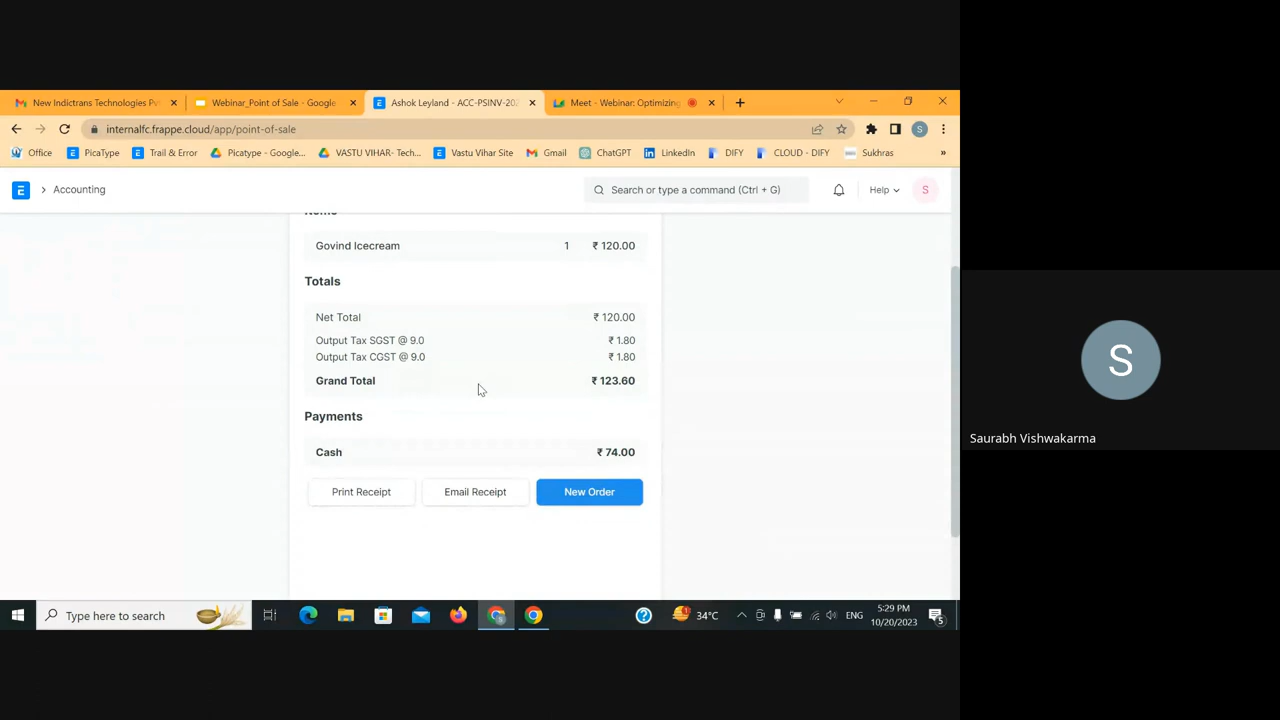 New Indictrans Technologies Pv
Webinar_Point of Sale - Google
Ashok Leyland - ACC-PSINV-202
Meet - Webinar: Optimizing
internalfc.frappe.cloud/app/point-of-sale
S
Office
PicaType
Trail & Error
Picatype - Google...
VASTU VIHAR- Tech...
Vastu Vihar Site
Gmail
ChatGPT
LinkedIn
DIFY
CLOUD - DIFY
Sukhras
»
E
Accounting
Search or type a command (Ctrl + G)
Help
S
Govind Icecream 1 ₹ 120.00
Totals
Net Total ₹ 120.00
Output Tax SGST @ 9.0 ₹ 1.80
Output Tax CGST @ 9.0 ₹ 1.80
Grand Total ₹ 123.60
Payments
Cash ₹ 74.00
Print Receipt
Email Receipt
New Order
S
Saurabh Vishwakarma
Type here to search
34°C
ENG
5:29 PM
10/20/2023
5